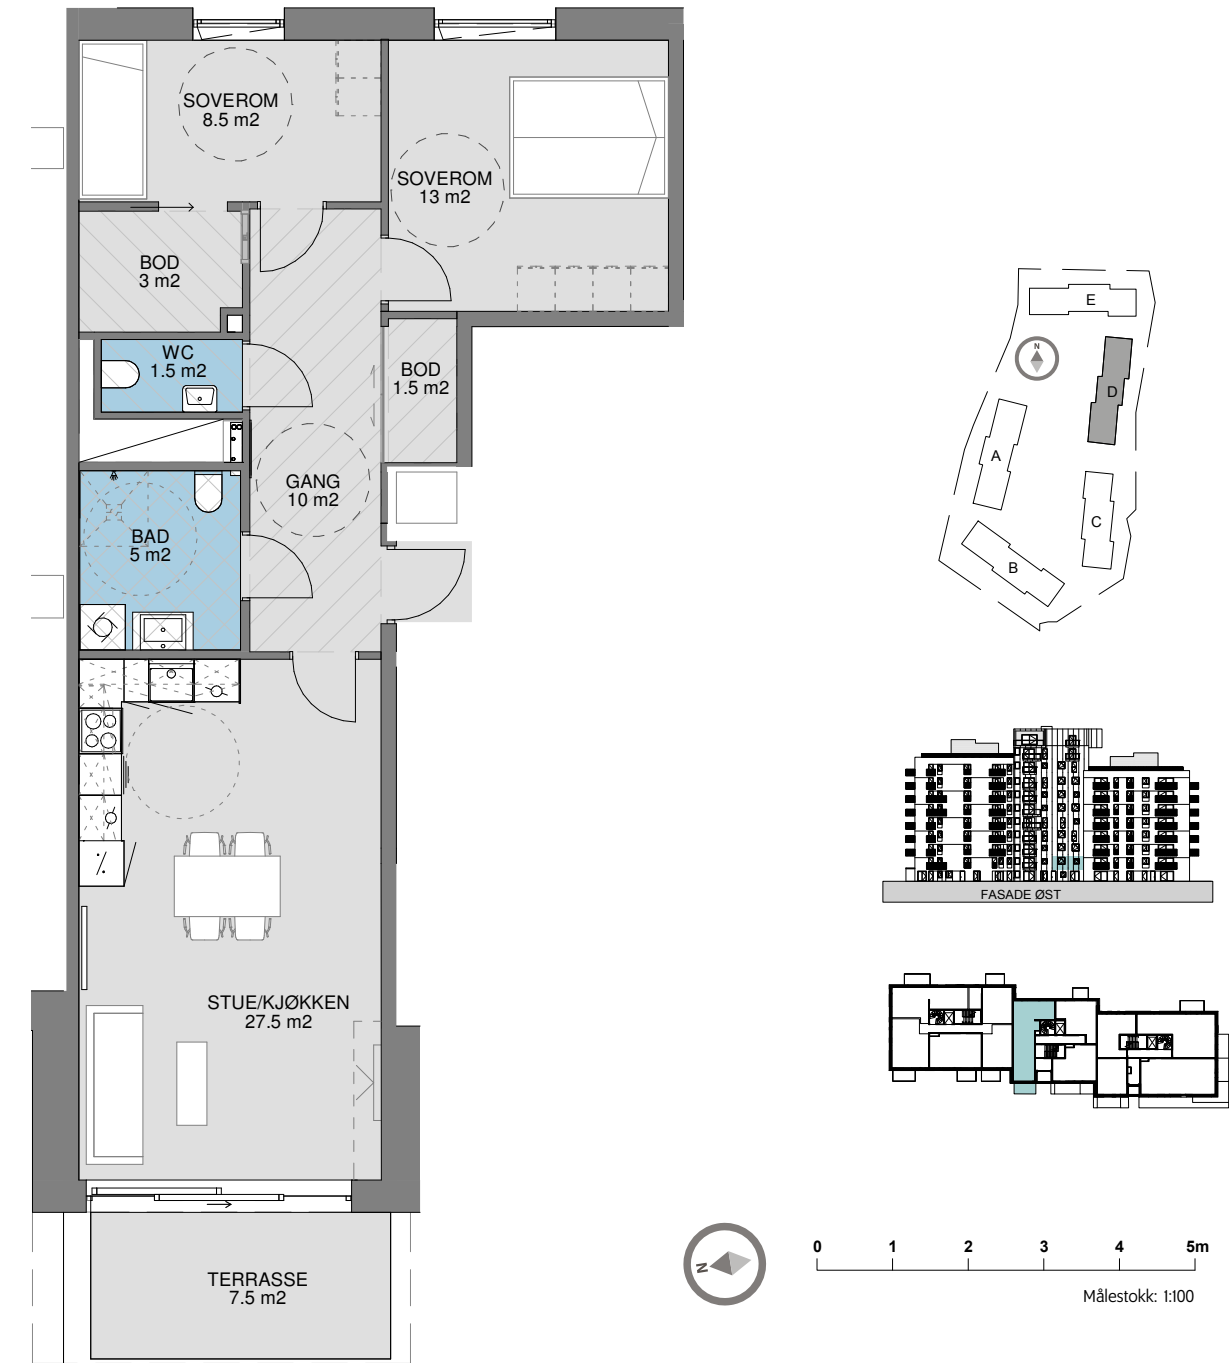 SOVEROM
8.5 m2
SOVEROM
13 m2
BOD
3 m2
WC
1.5 m2
BOD
1.5 m2
GANG
10 m2
BAD
5 m2
STUE/KJØKKEN
27.5 m2
TERRASSE
7.5 m2
E
N
D
A
C
B
FASADE ØST
N
0 1 2 3 4 5m
Målestokk: 1:100